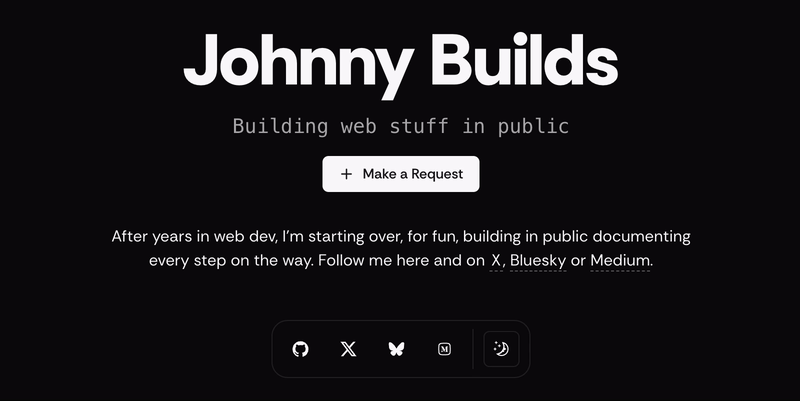 Johnny Builds
Building web stuff in public
Make a Request
After years in web dev, I'm starting over, for fun, building in public documenting
every step on the way. Follow me here and on X, Bluesky or Medium.